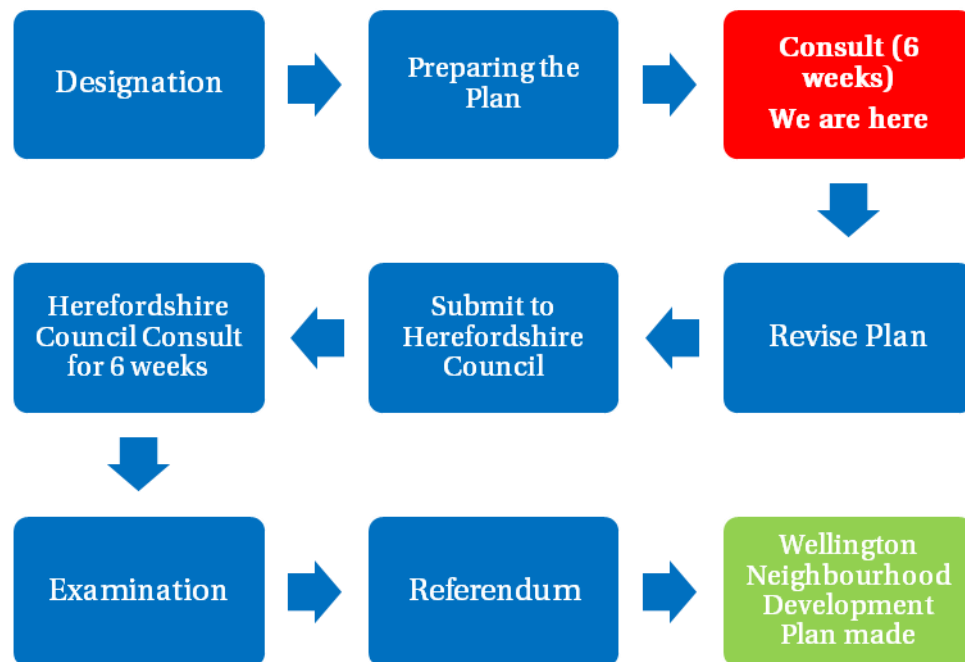 Designation
Preparing the
Plan
Consult (6
weeks)
We are here
Revise Plan
Submit to
Herefordshire
Council
Herefordshire
Council Consult
for 6 weeks
Examination
Referendum
Wellington
Neighbourhood
Development
Plan made